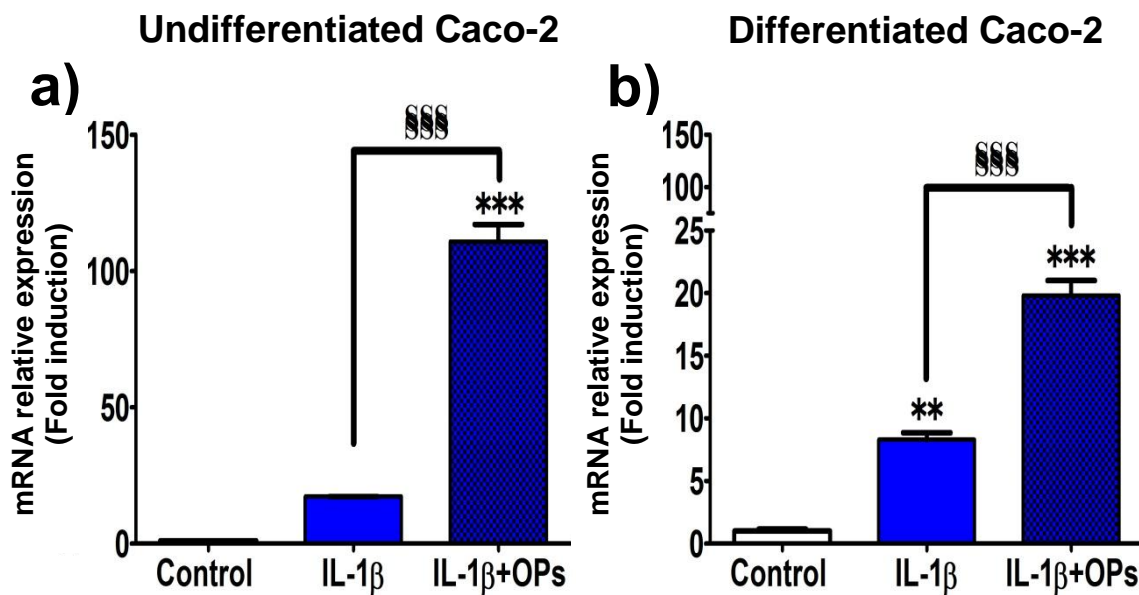 Undifferentiated Caco-2
a)
§§§
***
mRNA relative expression
(Fold induction)
150
100
50
0
Control IL-1β IL-1β+OPs
Differentiated Caco-2
b)
§§§
***
**
mRNA relative expression
(Fold induction)
150
100
25
20
15
10
5
0
Control IL-1β IL-1β+OPs